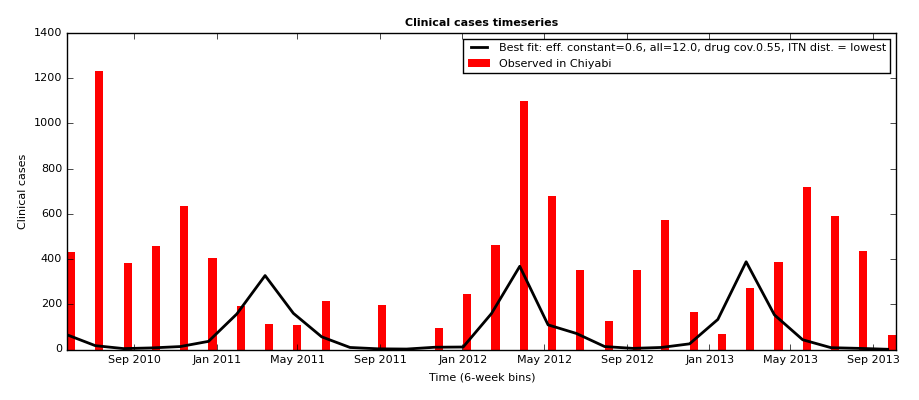 Clinical cases timeseries
1400
1200
1000
800
600
400
200
0
Clinical cases
Best fit: eff. constant=0.6, all=12.0, drug cov.0.55, ITN dist. = lowest
Observed in Chiyabi
Sep 2010 Jan 2011 May 2011 Sep 2011 Jan 2012 May 2012 Sep 2012 Jan 2013 May 2013 Sep 2013
Time (6-week bins)